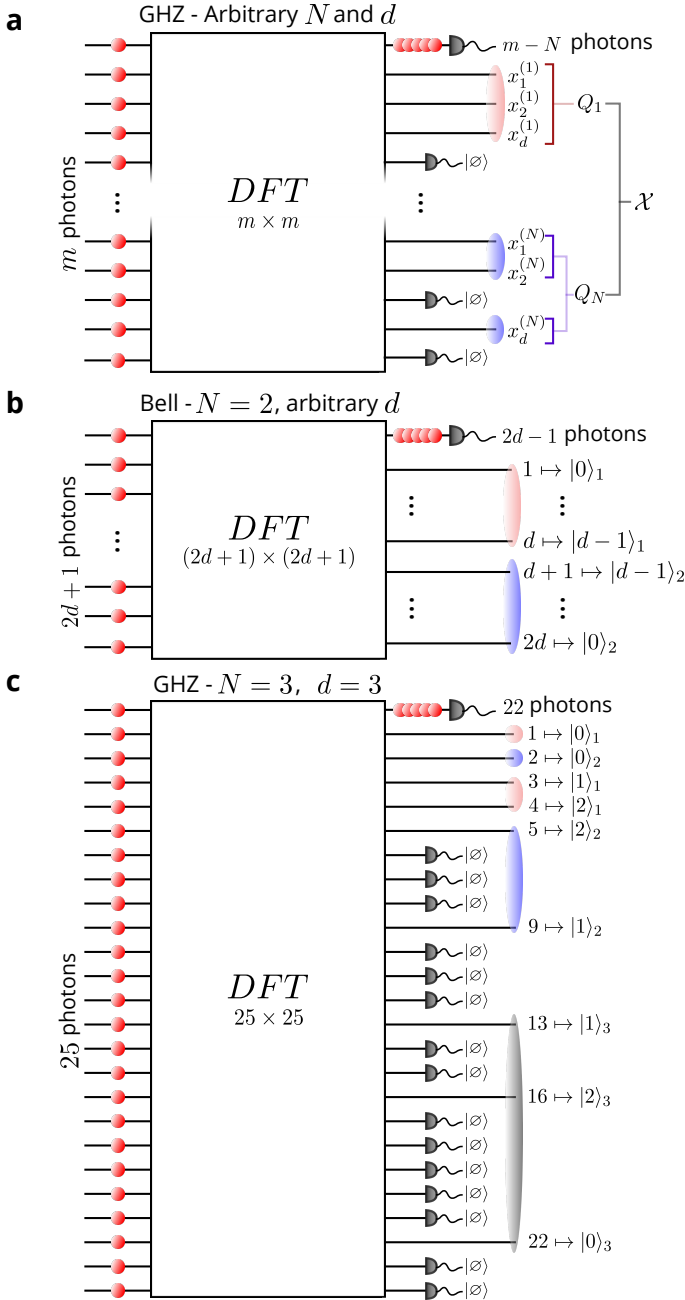 a
GHZ - Arbitrary N and d
m − N photons
x_1^{(1)}
x_2^{(1)}
Q_1
x_d^{(1)}
|∅⟩
m photons
DFT
m × m
⋮
⋮
𝒳
x_1^{(N)}
x_2^{(N)}
|∅⟩
Q_N
x_d^{(N)}
|∅⟩
b
Bell - N = 2, arbitrary d
2d − 1 photons
1 ↦ |0⟩_1
2d + 1 photons
DFT
(2d + 1) × (2d + 1)
⋮
⋮
⋮
d ↦ |d − 1⟩_1
d + 1 ↦ |d − 1⟩_2
⋮
⋮
2d ↦ |0⟩_2
c
GHZ - N = 3, d = 3
22 photons
1 ↦ |0⟩_1
2 ↦ |0⟩_2
3 ↦ |1⟩_1
4 ↦ |2⟩_1
5 ↦ |2⟩_2
|∅⟩
|∅⟩
|∅⟩
9 ↦ |1⟩_2
|∅⟩
|∅⟩
|∅⟩
25 photons
DFT
25 × 25
13 ↦ |1⟩_3
|∅⟩
|∅⟩
16 ↦ |2⟩_3
|∅⟩
|∅⟩
|∅⟩
|∅⟩
|∅⟩
22 ↦ |0⟩_3
|∅⟩
|∅⟩